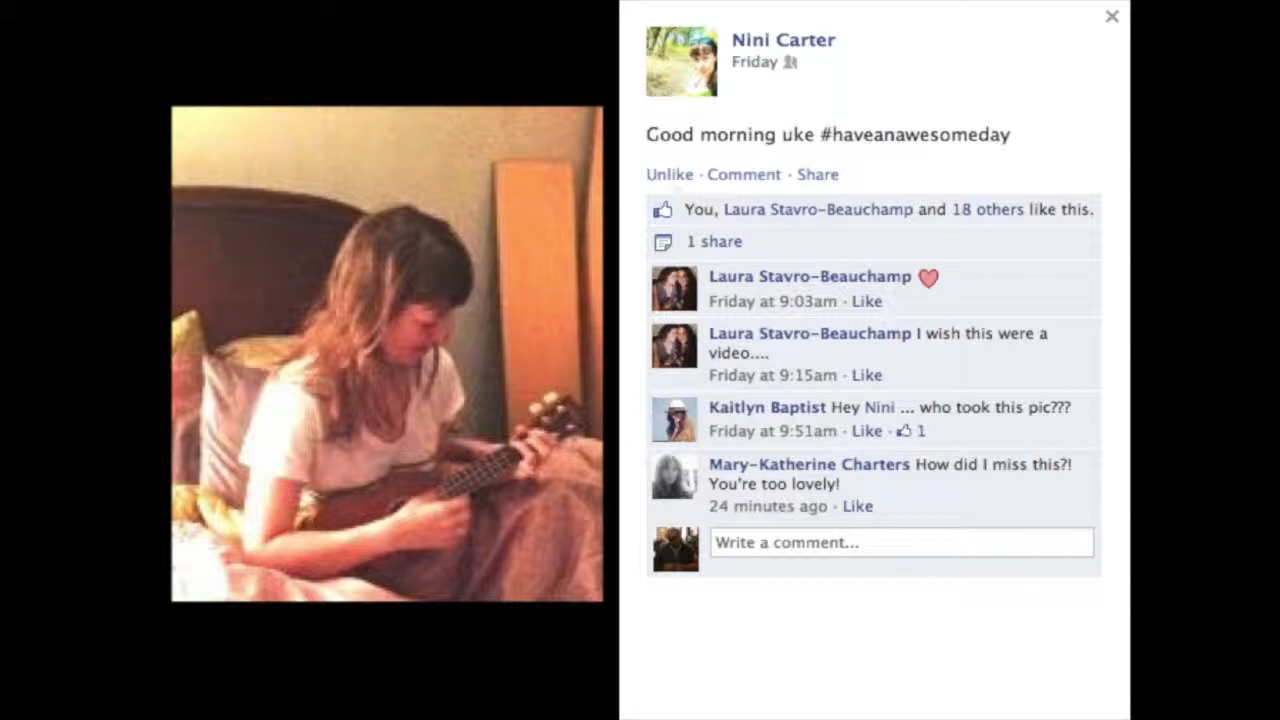 Nini Carter
Friday
Good morning uke #haveanawesomeday
Unlike · Comment · Share
You, Laura Stavro-Beauchamp and 18 others like this.
1 share
Laura Stavro-Beauchamp
Friday at 9:03am · Like
Laura Stavro-Beauchamp I wish this were a
video....
Friday at 9:15am · Like
Kaitlyn Baptist Hey Nini ... who took this pic???
Friday at 9:51am · Like · 1
Mary-Katherine Charters How did I miss this?!
You're too lovely!
24 minutes ago · Like
Write a comment...